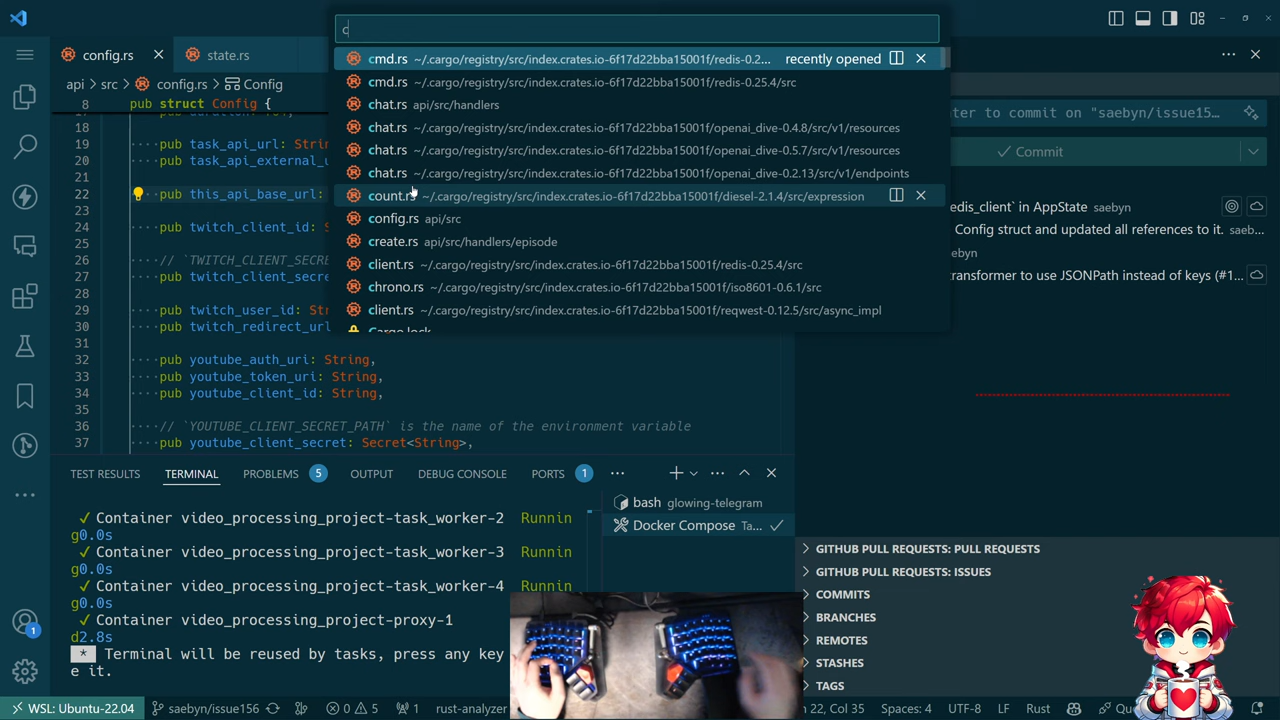 config.rs
state.rs
c
api > src > config.rs > Config
8 pub struct Config {
18
19 pub task_api_url: Strin
20 pub task_api_external_u
21
22 pub this_api_base_url:
23
24 pub twitch_client_id: S
25
26 // `TWITCH_CLIENT_SECRE
27 pub twitch_client_secre
28
29 pub twitch_user_id: Str
30 pub twitch_redirect_url
31
32 pub youtube_auth_uri: String,
33 pub youtube_token_uri: String,
34 pub youtube_client_id: String,
35
36 // `YOUTUBE_CLIENT_SECRET_PATH` is the name of the environment variable
37 pub youtube_client_secret: Secret<String>,
cmd.rs ~/.cargo/registry/src/index.crates.io-6f17d22bba15001f/redis-0.2... recently opened
cmd.rs ~/.cargo/registry/src/index.crates.io-6f17d22bba15001f/redis-0.25.4/src
chat.rs api/src/handlers
chat.rs ~/.cargo/registry/src/index.crates.io-6f17d22bba15001f/openai_dive-0.4.8/src/v1/resources
chat.rs ~/.cargo/registry/src/index.crates.io-6f17d22bba15001f/openai_dive-0.5.7/src/v1/resources
chat.rs ~/.cargo/registry/src/index.crates.io-6f17d22bba15001f/openai_dive-0.2.13/src/v1/endpoints
count.rs ~/.cargo/registry/src/index.crates.io-6f17d22bba15001f/diesel-2.1.4/src/expression
config.rs api/src
create.rs api/src/handlers/episode
client.rs ~/.cargo/registry/src/index.crates.io-6f17d22bba15001f/redis-0.25.4/src
chrono.rs ~/.cargo/registry/src/index.crates.io-6f17d22bba15001f/iso8601-0.6.1/src
client.rs ~/.cargo/registry/src/index.crates.io-6f17d22bba15001f/reqwest-0.12.5/src/async_impl
Cargo.lock
ter to commit on "saebyn/issue15...
Commit
edis_client` in AppState saebyn
Config struct and updated all references to it. saeb...
ebyn
ransformer to use JSONPath instead of keys (#1...
TEST RESULTS TERMINAL PROBLEMS 5 OUTPUT DEBUG CONSOLE PORTS 1
✓ Container video_processing_project-task_worker-2 Runnin
g0.0s
✓ Container video_processing_project-task_worker-3 Runnin
g0.0s
✓ Container video_processing_project-task_worker-4 Runnin
g0.0s
✓ Container video_processing_project-proxy-1
d2.8s
* Terminal will be reused by tasks, press any key
e it.
bash glowing-telegram
Docker Compose Ta...
GITHUB PULL REQUESTS: PULL REQUESTS
GITHUB PULL REQUESTS: ISSUES
COMMITS
BRANCHES
REMOTES
STASHES
TAGS
1
WSL: Ubuntu-22.04 saebyn/issue156 0 5 1 rust-analyzer
22, Col 35 Spaces: 4 UTF-8 LF Rust